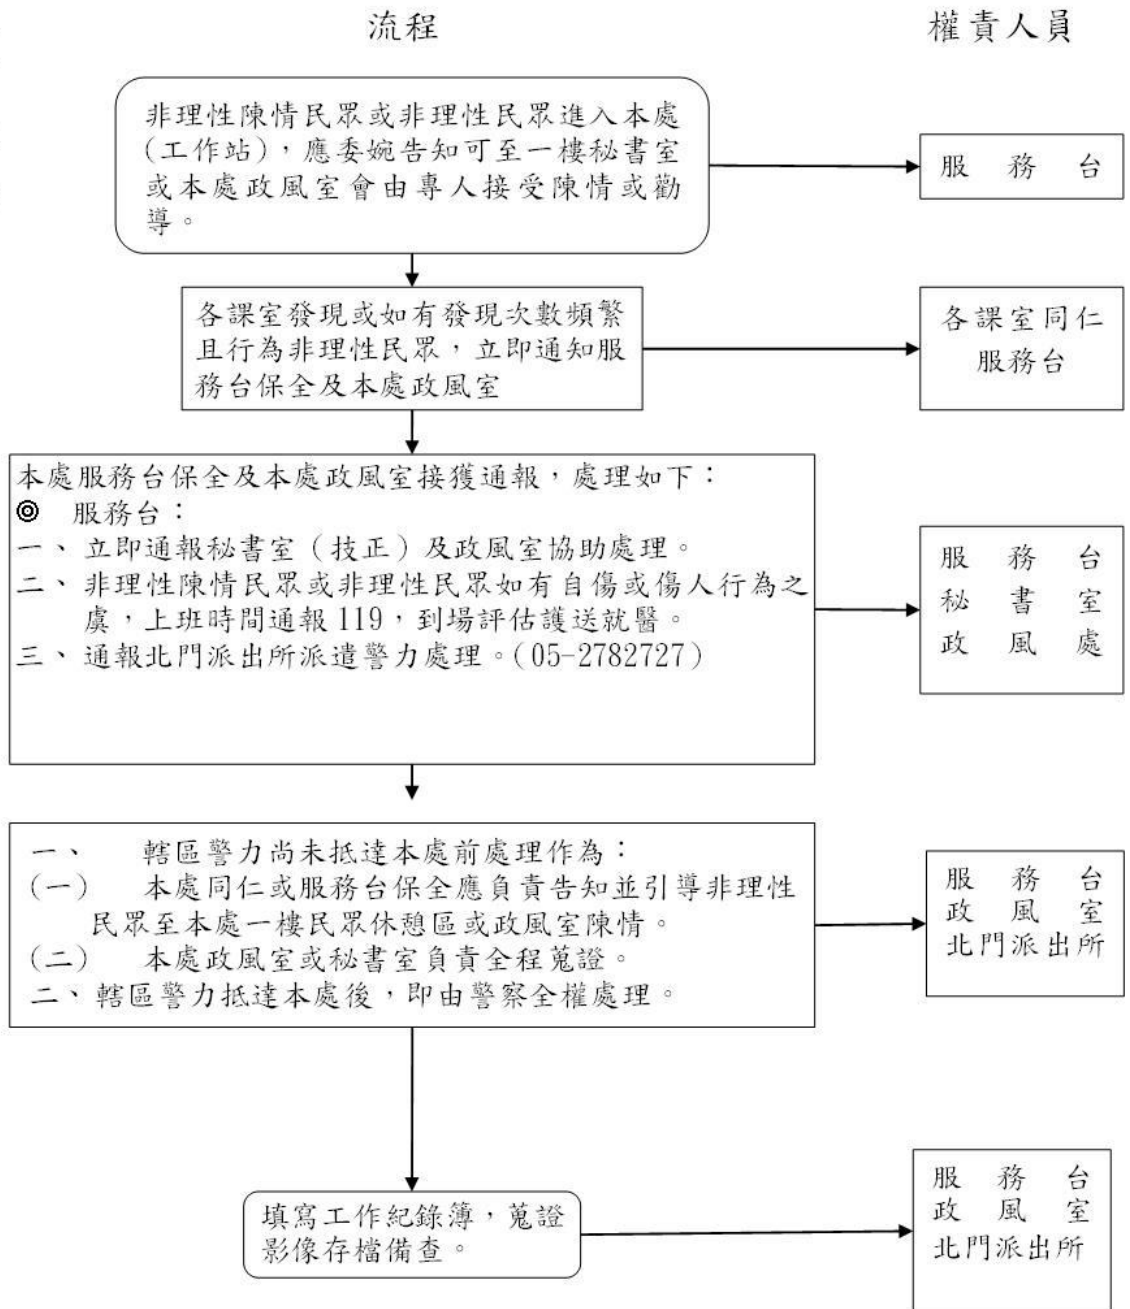 流程
權責人員
非理性陳情民眾或非理性民眾進入本處
(工作站)，應委婉告知可至一樓秘書室
或本處政風室會由專人接受陳情或勸
導。
服務台
各課室發現或如有發現次數頻繁
且行為非理性民眾，立即通知服
務台保全及本處政風室
各課室同仁
服務台
本處服務台保全及本處政風室接獲通報，處理如下：
◎ 服務台：
一、立即通報秘書室（技正）及政風室協助處理。
二、非理性陳情民眾或非理性民眾如有自傷或傷人行為之
虞，上班時間通報 119，到場評估護送就醫。
三、通報北門派出所派遣警力處理。(05-2782727)
服務台
秘書室
政風處
一、 轄區警力尚未抵達本處前處理作為：
(一) 本處同仁或服務台保全應負責告知並引導非理性
民眾至本處一樓民眾休憩區或政風室陳情。
(二) 本處政風室或秘書室負責全程蒐證。
二、轄區警力抵達本處後，即由警察全權處理。
服務台
政風室
北門派出所
填寫工作紀錄簿，蒐證
影像存檔備查。
服務台
政風室
北門派出所